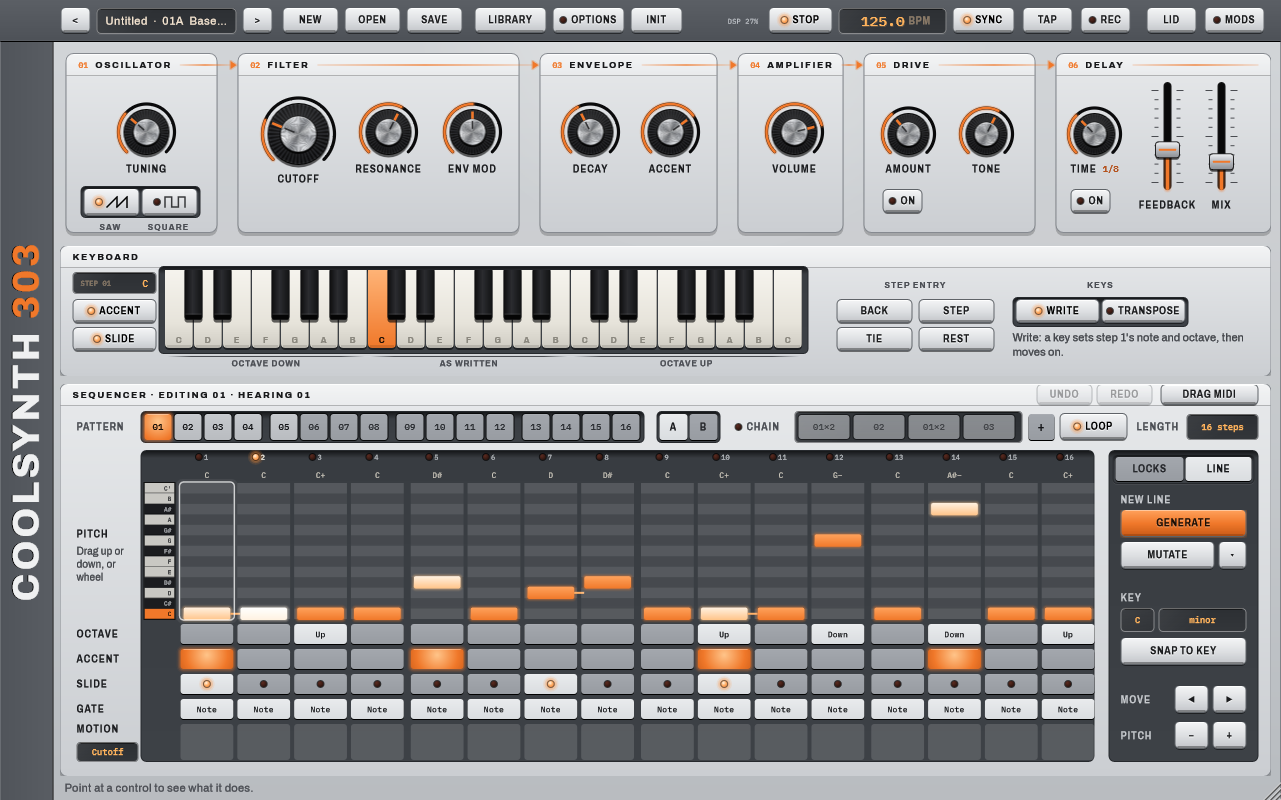 < Untitled · 01A Base... > NEW OPEN SAVE LIBRARY OPTIONS INIT DSP 27% STOP 125.0 BPM SYNC TAP REC LID MODS
COOLSYNTH 303
01 OSCILLATOR 02 FILTER 03 ENVELOPE 04 AMPLIFIER 05 DRIVE 06 DELAY
TUNING CUTOFF RESONANCE ENV MOD DECAY ACCENT VOLUME AMOUNT TONE TIME 1/8
ON ON FEEDBACK MIX
SAW SQUARE
KEYBOARD
STEP 01 C
ACCENT
SLIDE
C D E F G A B C D E F G A B C D E F G A B C
OCTAVE DOWN AS WRITTEN OCTAVE UP
STEP ENTRY
BACK STEP
TIE REST
KEYS
WRITE TRANSPOSE
Write: a key sets step 1's note and octave, then
moves on.
SEQUENCER · EDITING 01 · HEARING 01 UNDO REDO DRAG MIDI
PATTERN 01 02 03 04 05 06 07 08 09 10 11 12 13 14 15 16 A B CHAIN 01×2 02 01×2 03 + LOOP LENGTH 16 steps
1 2 3 4 5 6 7 8 9 10 11 12 13 14 15 16
C C C+ C D# C D D# C C+ C G− C A#− C C+
PITCH
Drag up or
down, or
wheel
C'
B
A#
A
G#
G
F#
F
E
D#
D
C#
C
OCTAVE Up Up Down Down Up
ACCENT
SLIDE
GATE Note Note Note Note Note Note Note Note Note Note Note Note Note Note Note Note
MOTION
Cutoff
LOCKS LINE
NEW LINE
GENERATE
MUTATE
KEY
C minor
SNAP TO KEY
MOVE ◀ ▶
PITCH − +
Point at a control to see what it does.